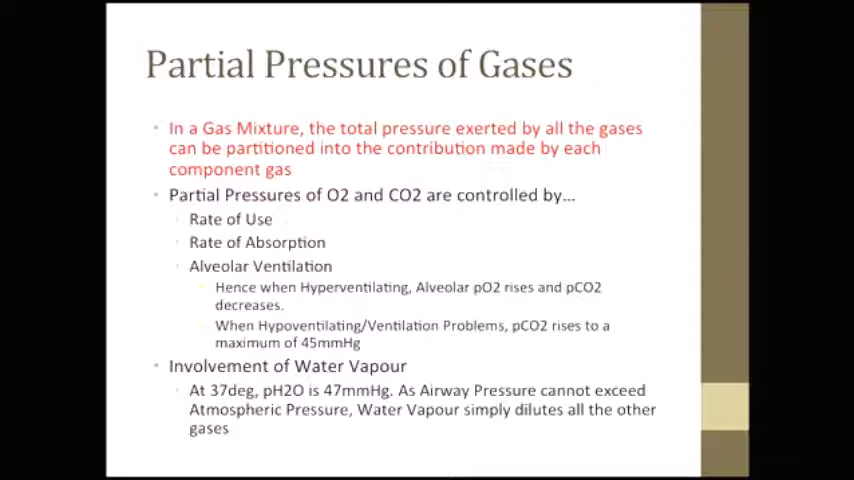 Partial Pressures of Gases
In a Gas Mixture, the total pressure exerted by all the gases
can be partitioned into the contribution made by each
component gas
Partial Pressures of O2 and CO2 are controlled by…
Rate of Use
Rate of Absorption
Alveolar Ventilation
Hence when Hyperventilating, Alveolar pO2 rises and pCO2
decreases.
When Hypoventilating/Ventilation Problems, pCO2 rises to a
maximum of 45mmHg
Involvement of Water Vapour
At 37deg, pH2O is 47mmHg. As Airway Pressure cannot exceed
Atmospheric Pressure, Water Vapour simply dilutes all the other
gases